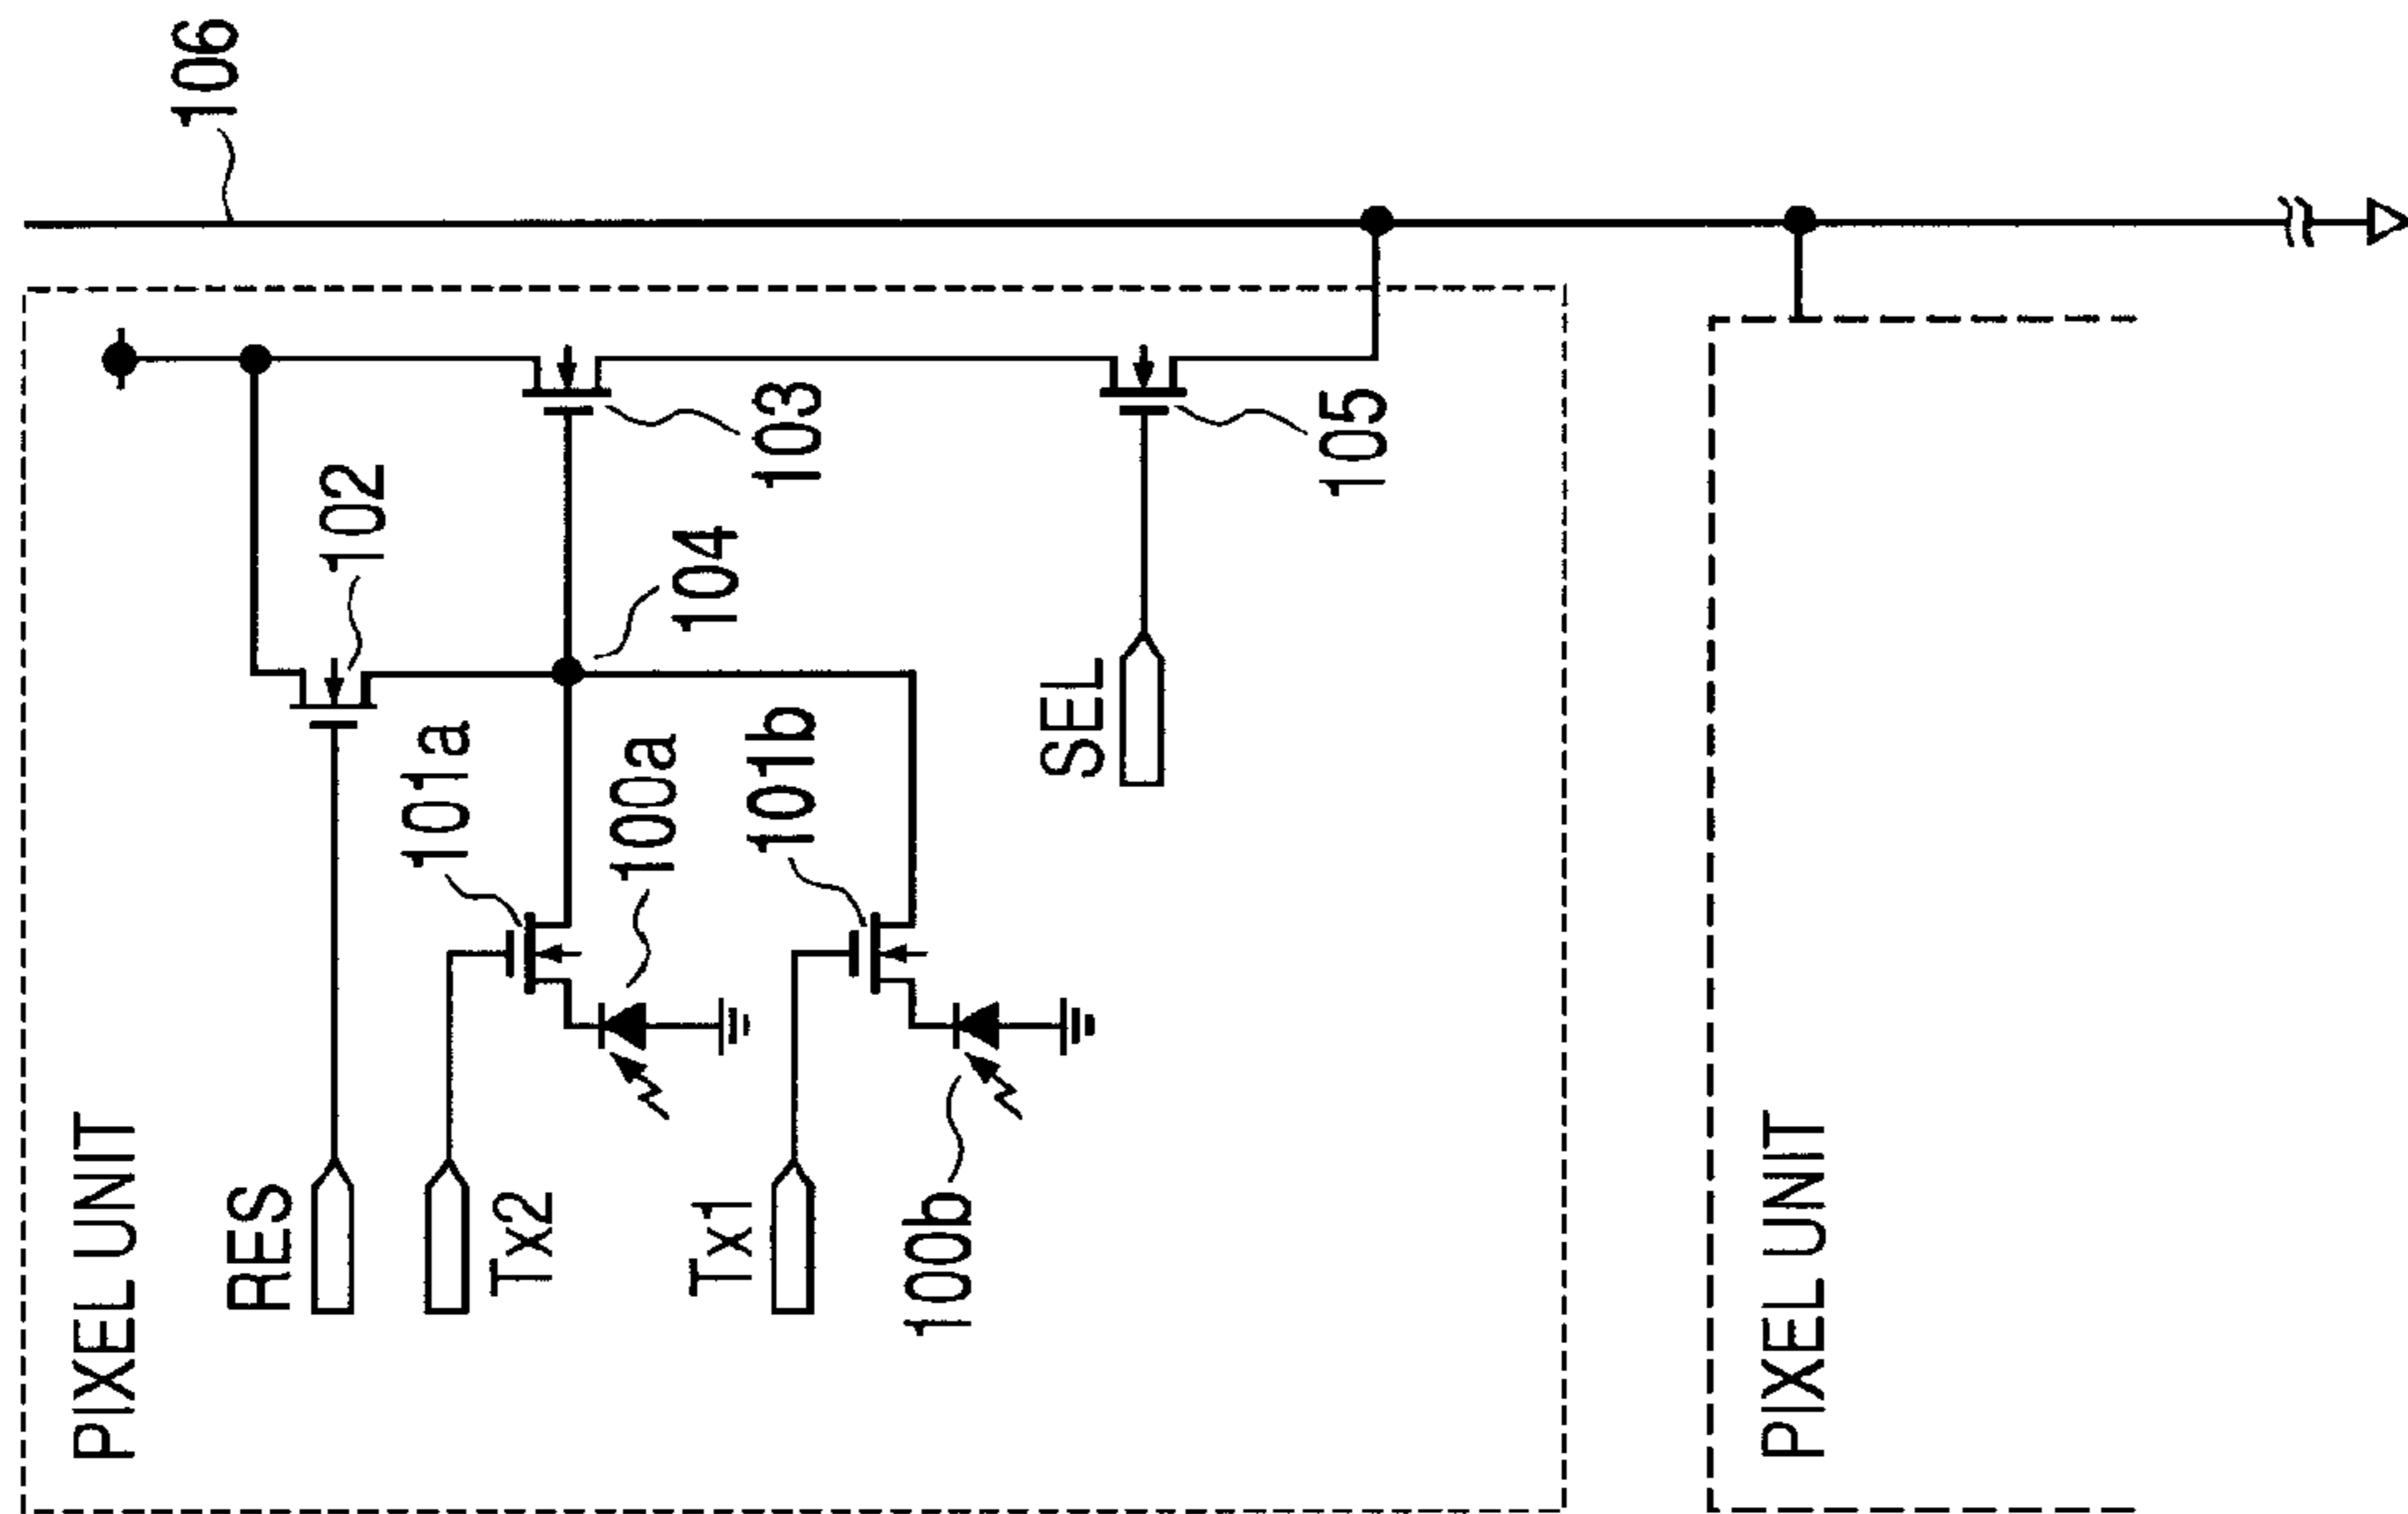 PIXEL UNIT
RES
Tx2
Tx1
100b
101a
100a
101b
102
104
103
SEL
105
106
PIXEL UNIT